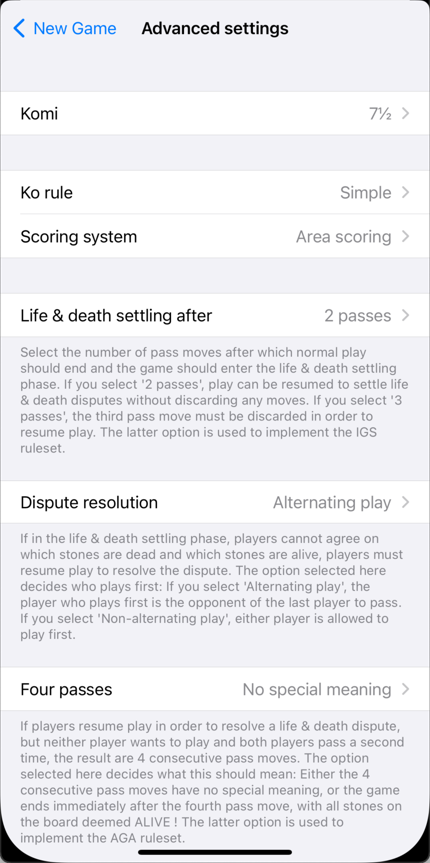 New Game
Advanced settings
Komi 7½
Ko rule Simple
Scoring system Area scoring
Life & death settling after 2 passes
Select the number of pass moves after which normal play
should end and the game should enter the life & death settling
phase. If you select '2 passes', play can be resumed to settle life
& death disputes without discarding any moves. If you select '3
passes', the third pass move must be discarded in order to
resume play. The latter option is used to implement the IGS
ruleset.
Dispute resolution Alternating play
If in the life & death settling phase, players cannot agree on
which stones are dead and which stones are alive, players must
resume play to resolve the dispute. The option selected here
decides who plays first: If you select 'Alternating play', the
player who plays first is the opponent of the last player to pass.
If you select 'Non-alternating play', either player is allowed to
play first.
Four passes No special meaning
If players resume play in order to resolve a life & death dispute,
but neither player wants to play and both players pass a second
time, the result are 4 consecutive pass moves. The option
selected here decides what this should mean: Either the 4
consecutive pass moves have no special meaning, or the game
ends immediately after the fourth pass move, with all stones on
the board deemed ALIVE ! The latter option is used to
implement the AGA ruleset.